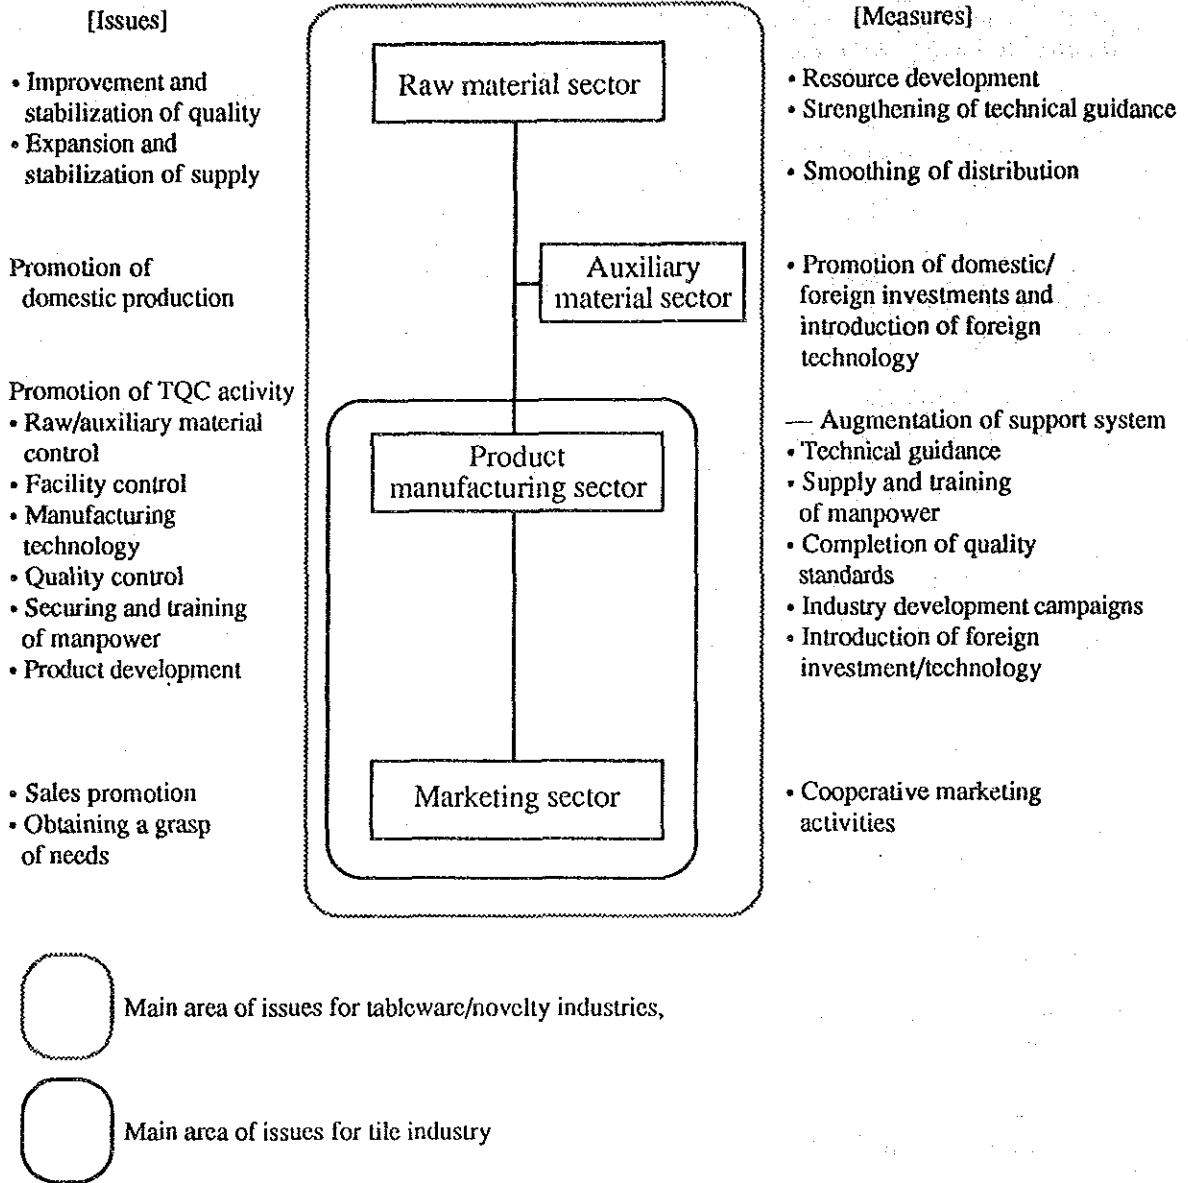 [Issues]
• Improvement and
stabilization of quality
• Expansion and
stabilization of supply
Promotion of
domestic production
Promotion of TQC activity
• Raw/auxiliary material
control
• Facility control
• Manufacturing
technology
• Quality control
• Securing and training
of manpower
• Product development
• Sales promotion
• Obtaining a grasp
of needs
Raw material sector
Auxiliary
material sector
Product
manufacturing sector
Marketing sector
[Measures]
• Resource development
• Strengthening of technical guidance
• Smoothing of distribution
• Promotion of domestic/
foreign investments and
introduction of foreign
technology
— Augmentation of support system
• Technical guidance
• Supply and training
of manpower
• Completion of quality
standards
• Industry development campaigns
• Introduction of foreign
investment/technology
• Cooperative marketing
activities
Main area of issues for tableware/novelty industries,
Main area of issues for tile industry